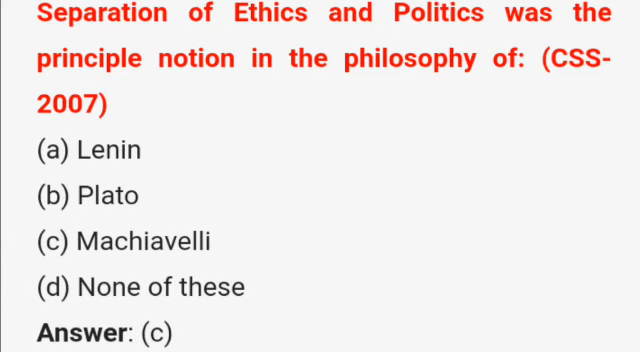 Separation of Ethics and Politics was the
principle notion in the philosophy of: (CSS-
2007)
(a) Lenin
(b) Plato
(c) Machiavelli
(d) None of these
Answer: (c)